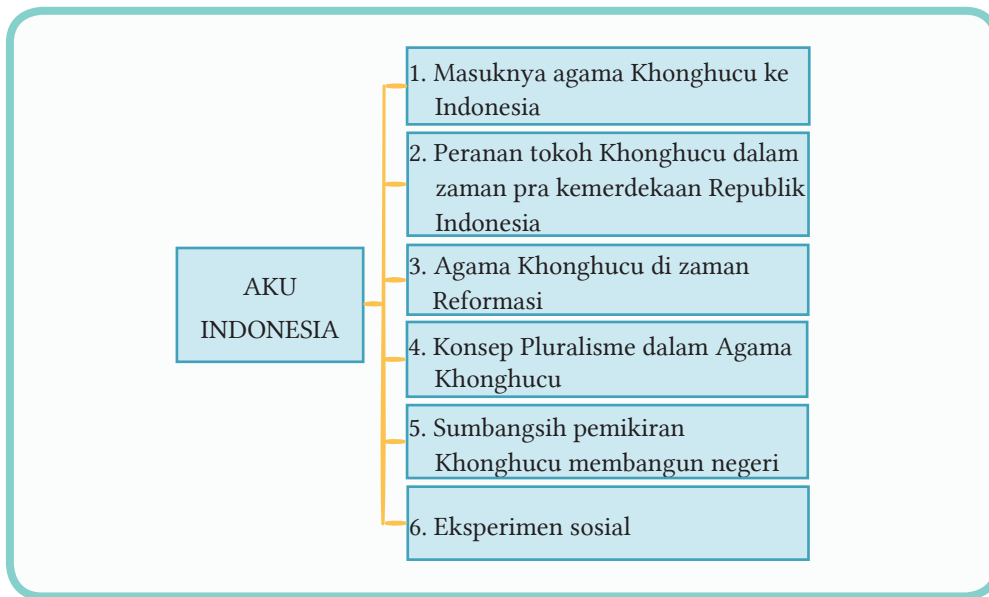 AKU
INDONESIA
1. Masuknya agama Khonghucu ke
Indonesia
2. Peranan tokoh Khonghucu dalam
zaman pra kemerdekaan Republik
Indonesia
3. Agama Khonghucu di zaman
Reformasi
4. Konsep Pluralisme dalam Agama
Khonghucu
5. Sumbangsih pemikiran
Khonghucu membangun negeri
6. Eksperimen sosial